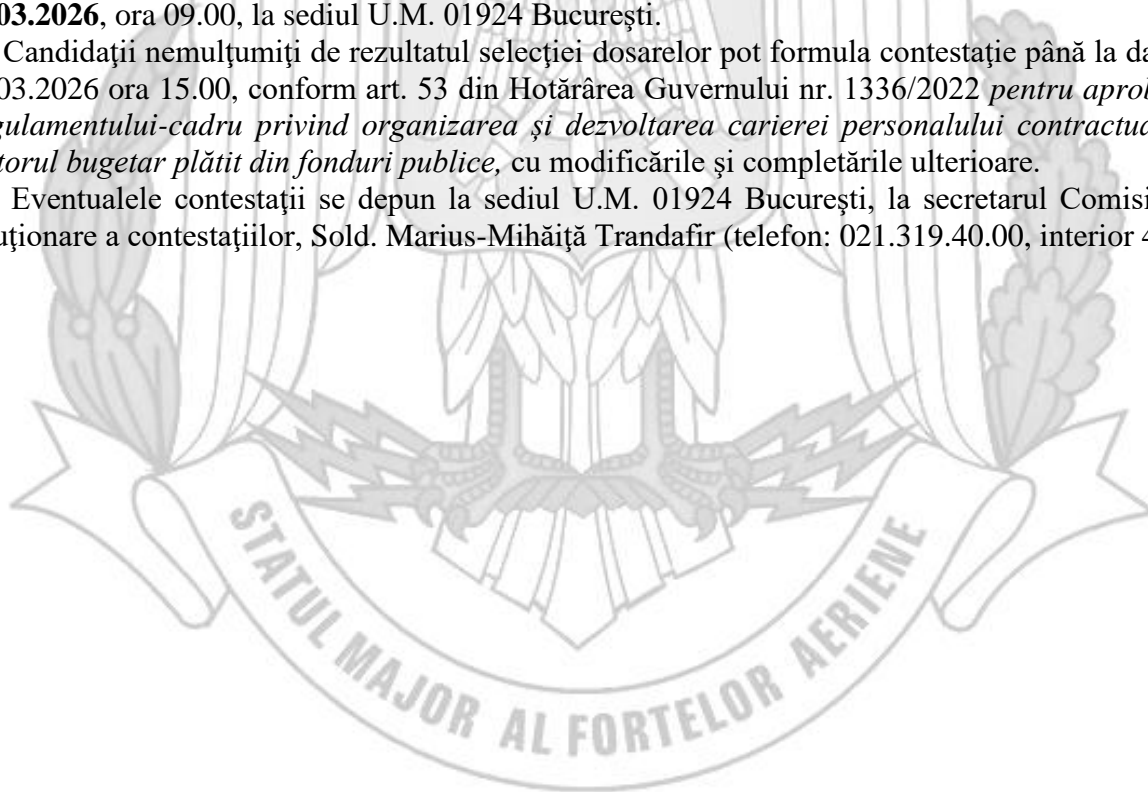 03.2026, ora 09.00, la sediul U.M. 01924 Bucureşti.
Candidaţii nemulţumiţi de rezultatul selecţiei dosarelor pot formula contestaţie până la da
03.2026 ora 15.00, conform art. 53 din Hotărârea Guvernului nr. 1336/2022 pentru aprob
gulamentului-cadru privind organizarea și dezvoltarea carierei personalului contractua
torul bugetar plătit din fonduri publice, cu modificările şi completările ulterioare.
Eventualele contestaţii se depun la sediul U.M. 01924 Bucureşti, la secretarul Comisi
uţionare a contestaţiilor, Sold. Marius-Mihăiţă Trandafir (telefon: 021.319.40.00, interior 4
STATUL MAJOR AL FORTELOR AERIENE